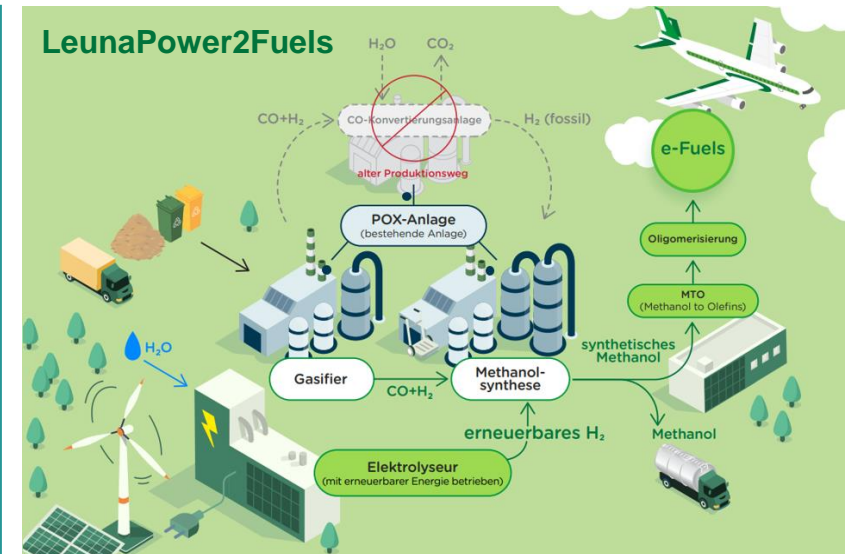 LeunaPower2Fuels
H₂O
CO₂
CO+H₂
CO-Konvertierungsanlage
H₂ (fossil)
alter Produktionsweg
e-Fuels
POX-Anlage
(bestehende Anlage)
Oligomerisierung
MTO
(Methanol to Olefins)
H₂O
synthetisches
Methanol
Gasifier
CO+H₂
Methanol-
synthese
erneuerbares H₂
Methanol
Elektrolyseur
(mit erneuerbarer Energie betrieben)